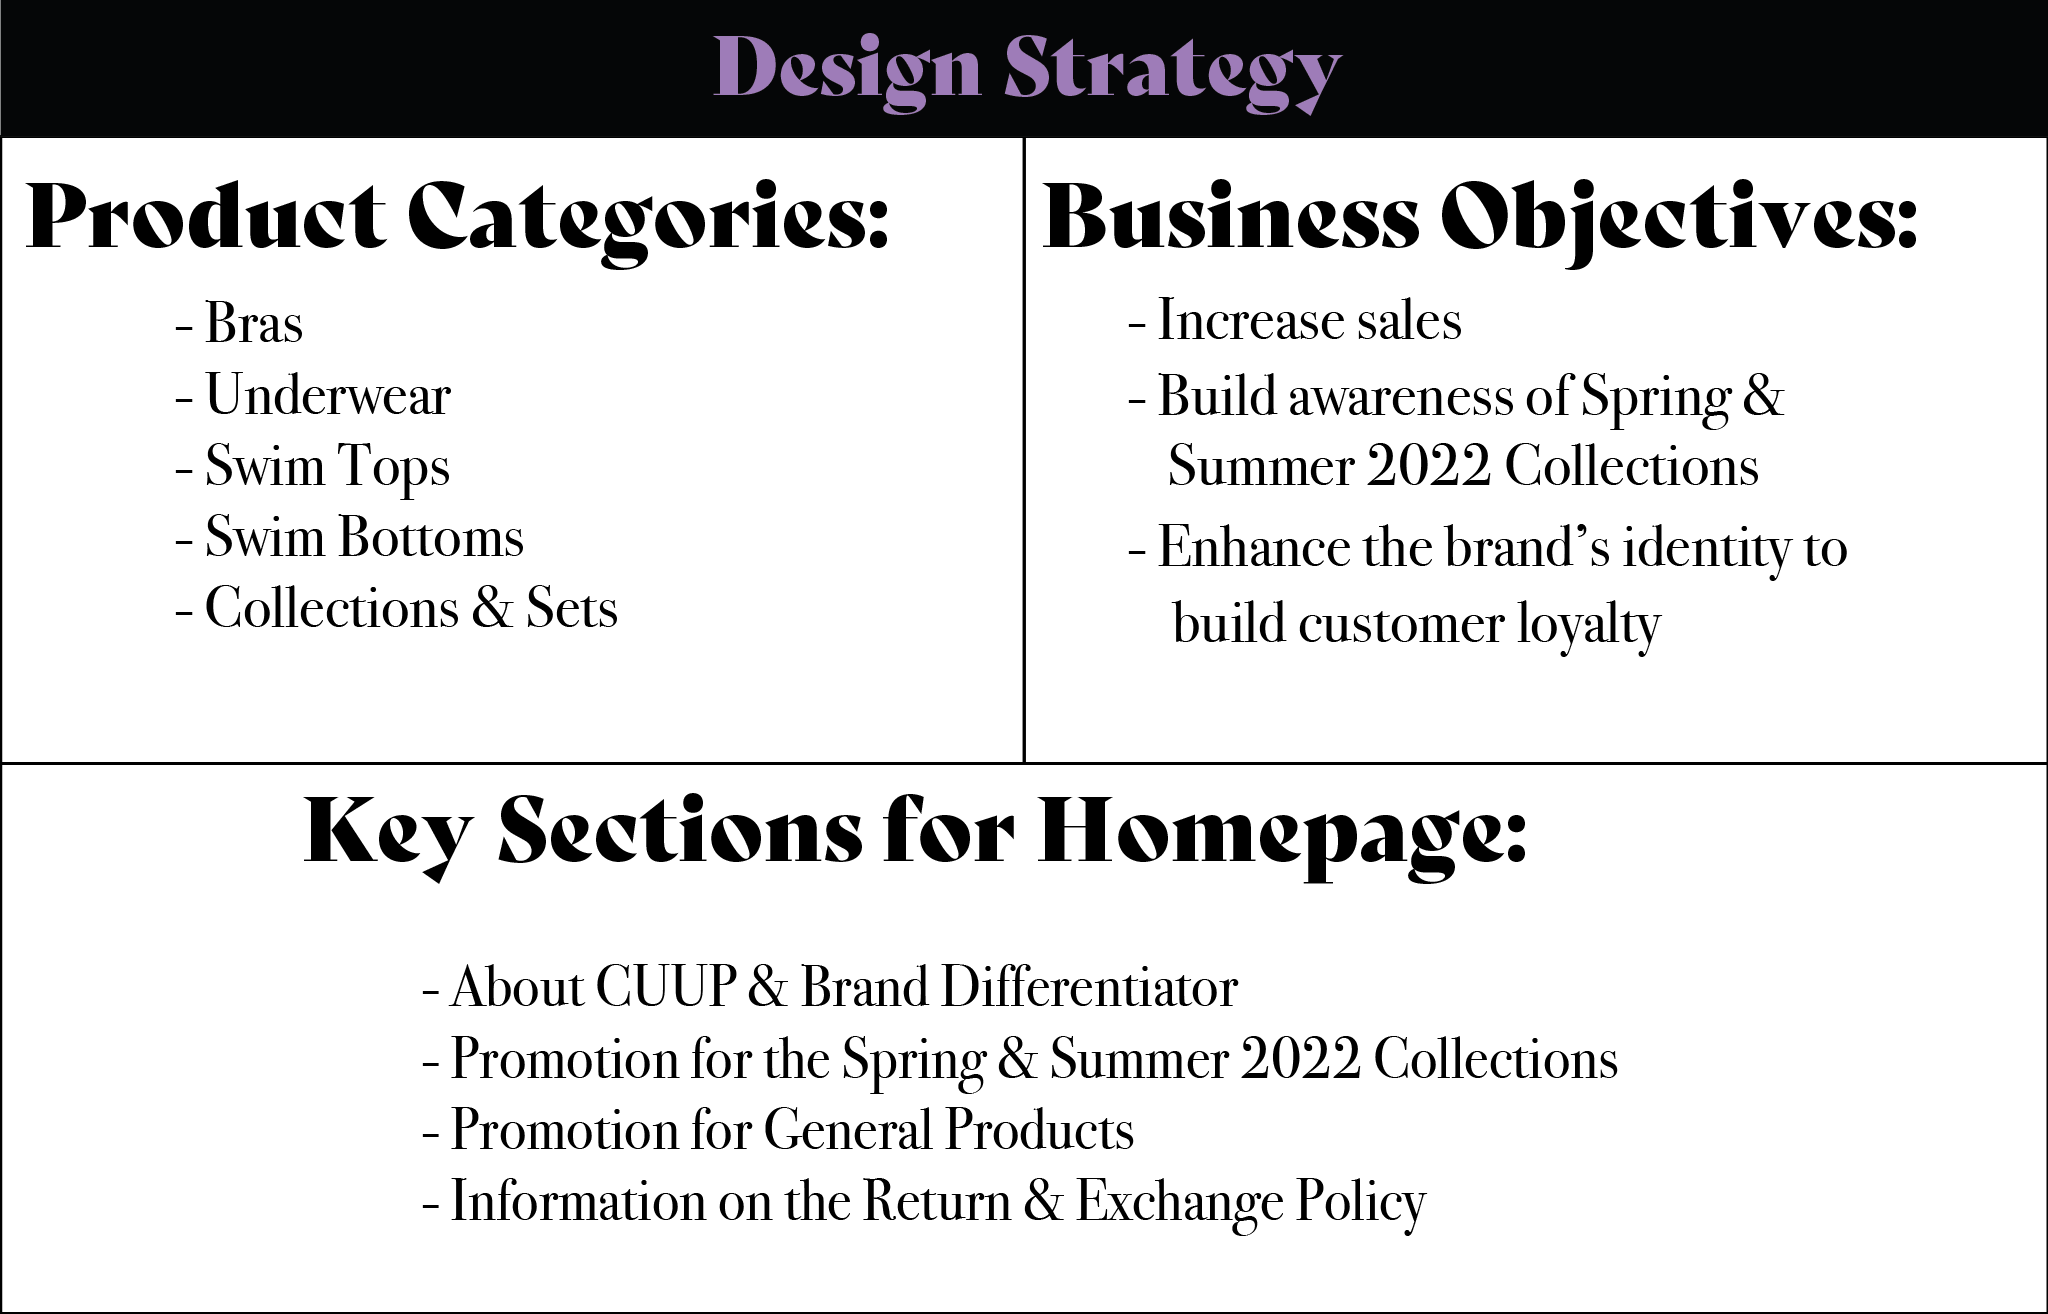 Design Strategy
Product Categories:
- Bras
- Underwear
- Swim Tops
- Swim Bottoms
- Collections & Sets
Business Objectives:
- Increase sales
- Build awareness of Spring &
Summer 2022 Collections
- Enhance the brand’s identity to
build customer loyalty
Key Sections for Homepage:
- About CUUP & Brand Differentiator
- Promotion for the Spring & Summer 2022 Collections
- Promotion for General Products
- Information on the Return & Exchange Policy